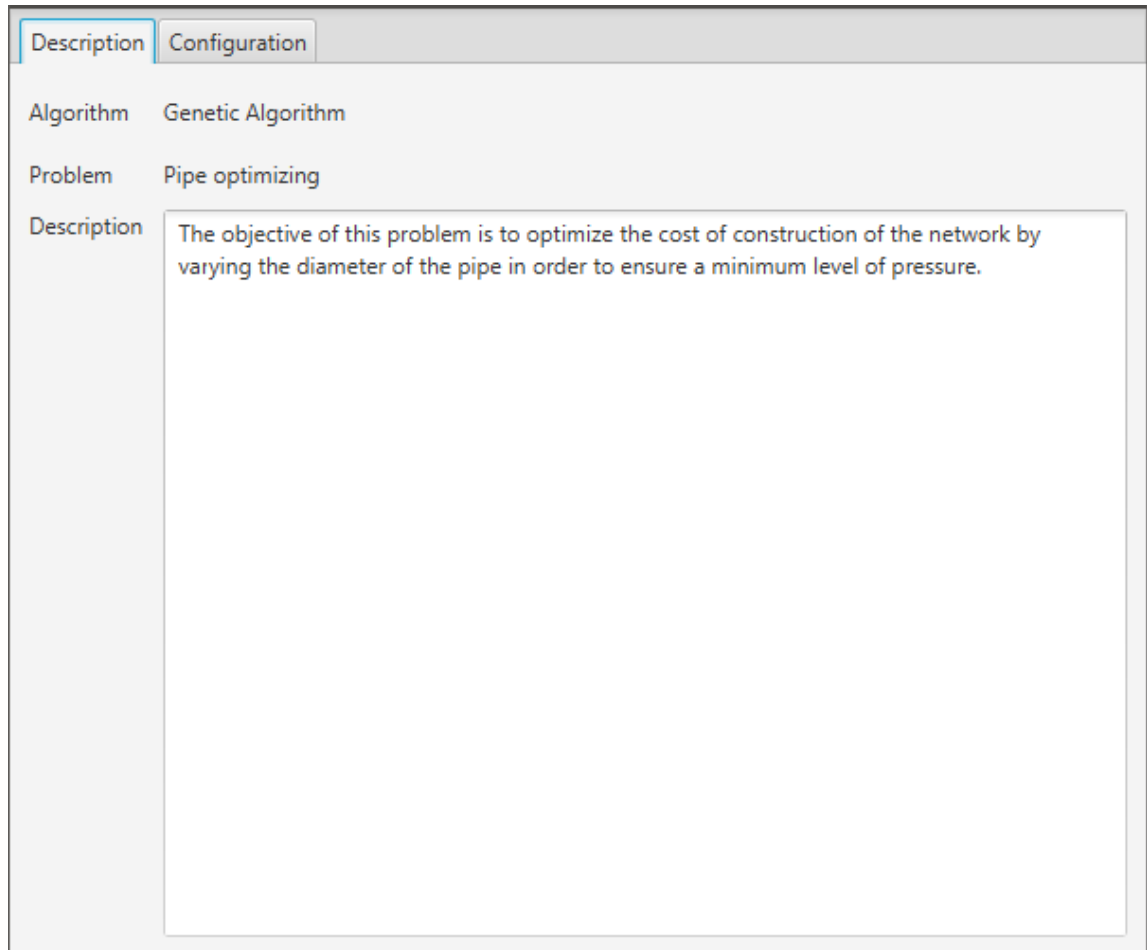 Description Configuration
Algorithm Genetic Algorithm
Problem Pipe optimizing
Description
The objective of this problem is to optimize the cost of construction of the network by
varying the diameter of the pipe in order to ensure a minimum level of pressure.